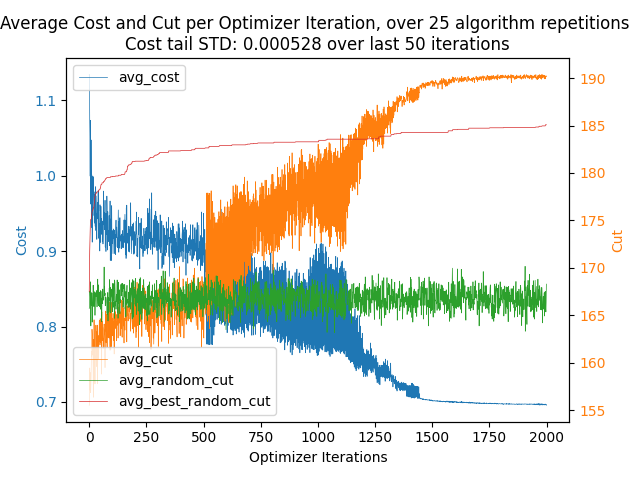 Average Cost and Cut per Optimizer Iteration, over 25 algorithm repetitions
Cost tail STD: 0.000528 over last 50 iterations
avg_cost
1.1
1.0
0.9
0.8
0.7
Cost
190
185
180
175
170
165
160
155
Cut
avg_cut
avg_random_cut
avg_best_random_cut
0
250
500
750
1000
1250
1500
1750
2000
Optimizer Iterations